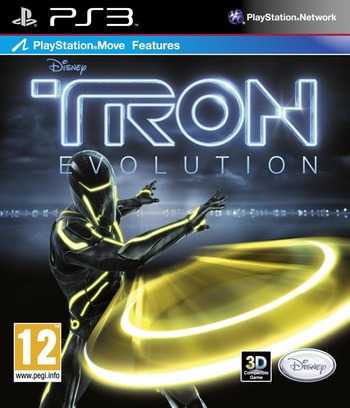 PS3
PlayStation®Network
PlayStation®Move Features
Disney
TRON
EVOLUTION
12
www.pegi.info
3D
Compatible
Game
Disney